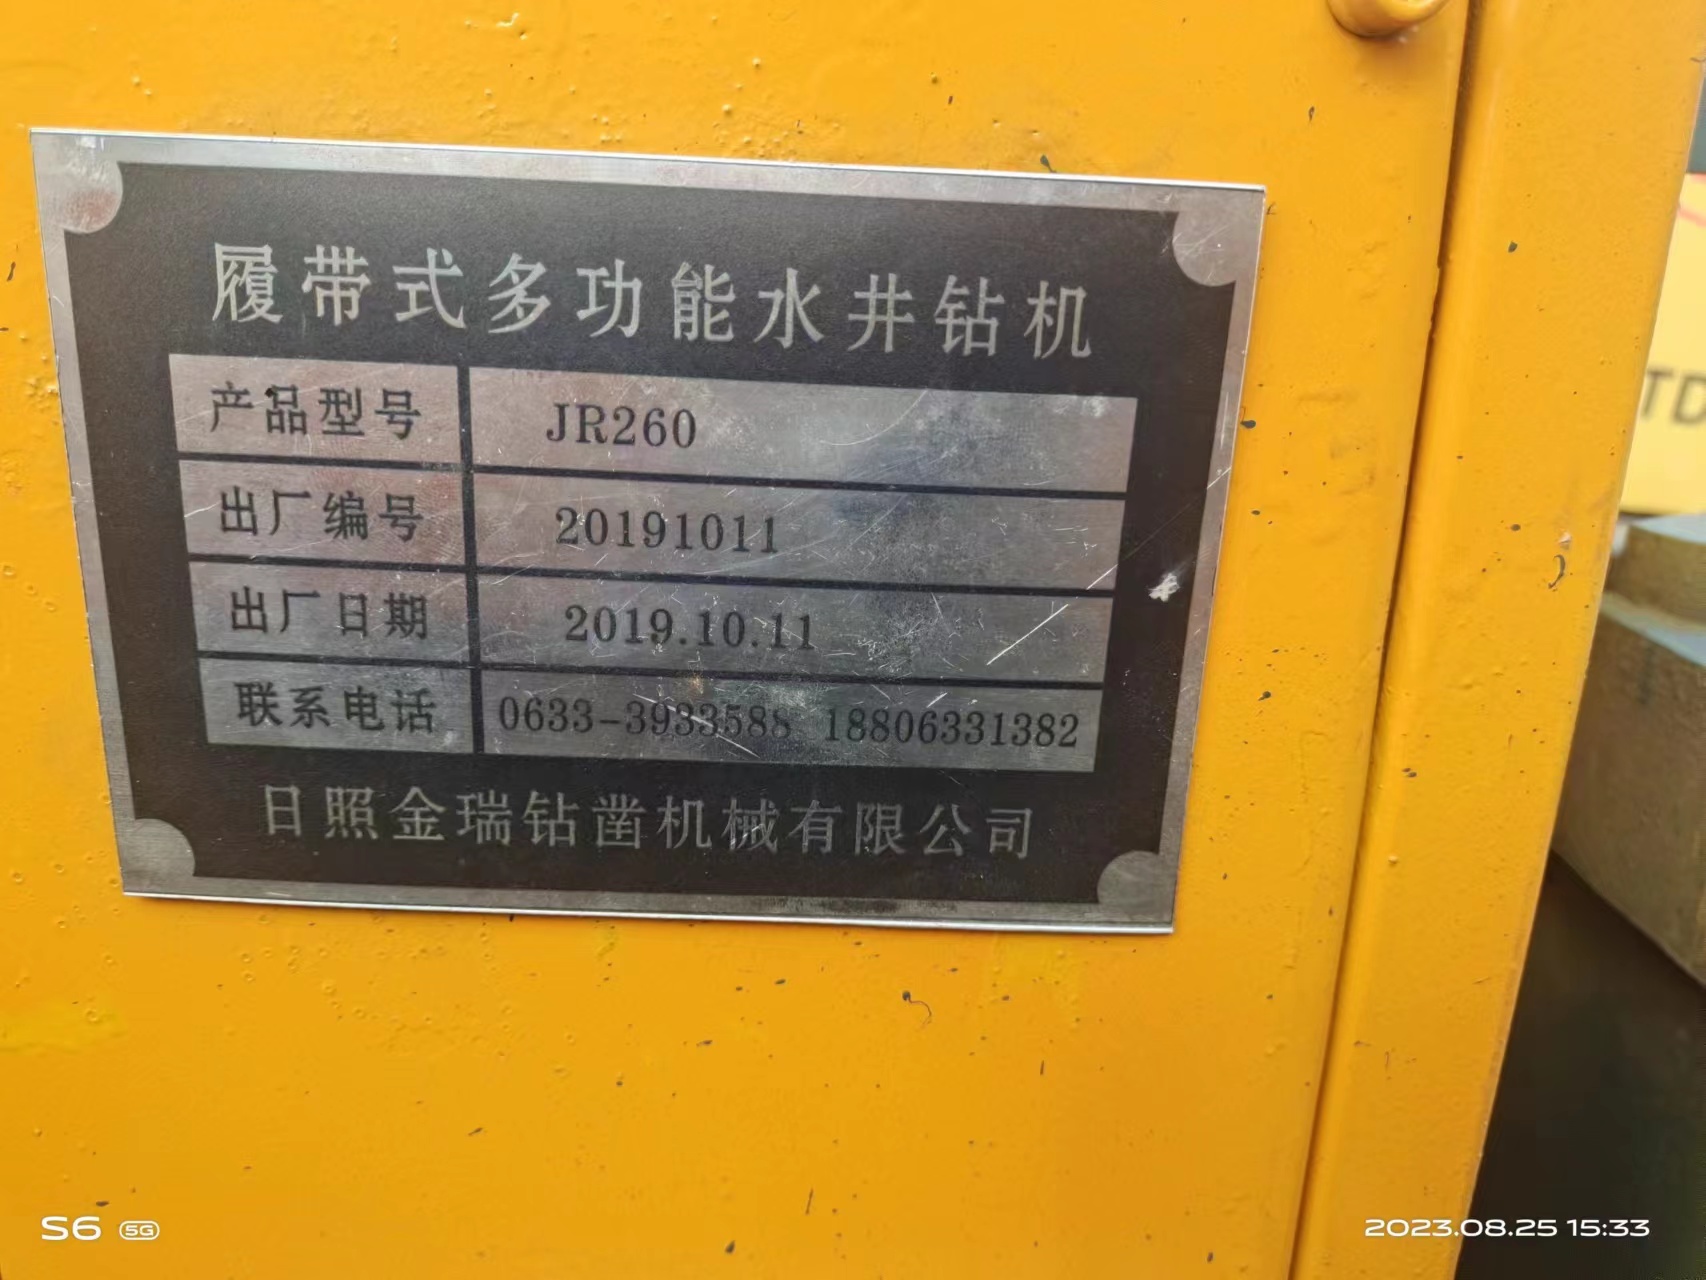 履带式多功能水井钻机
产品型号 JR260
出厂编号 20191011
出厂日期 2019.10.11
联系电话 0633-3933588 18806331382
日照金瑞钻凿机械有限公司
TD
S6 5G
2023.08.25 15:33